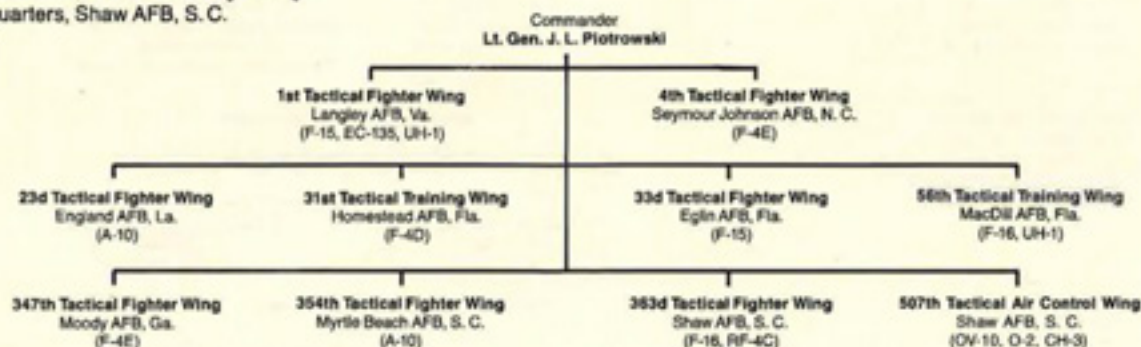 uarters, Shaw AFB, S. C.
Commander
Lt. Gen. J. L. Piotrowski
1st Tactical Fighter Wing
Langley AFB, Va.
(F-15, EC-135, UH-1)
4th Tactical Fighter Wing
Seymour Johnson AFB, N. C.
(F-4E)
23d Tactical Fighter Wing
England AFB, La.
(A-10)
31st Tactical Training Wing
Homestead AFB, Fla.
(F-4D)
33d Tactical Fighter Wing
Eglin AFB, Fla.
(F-15)
56th Tactical Training Wing
MacDill AFB, Fla.
(F-16, UH-1)
347th Tactical Fighter Wing
Moody AFB, Ga.
(F-4E)
354th Tactical Fighter Wing
Myrtle Beach AFB, S. C.
(A-10)
363d Tactical Fighter Wing
Shaw AFB, S. C.
(F-16, RF-4C)
507th Tactical Air Control Wing
Shaw AFB, S. C.
(OV-10, O-2, CH-3)